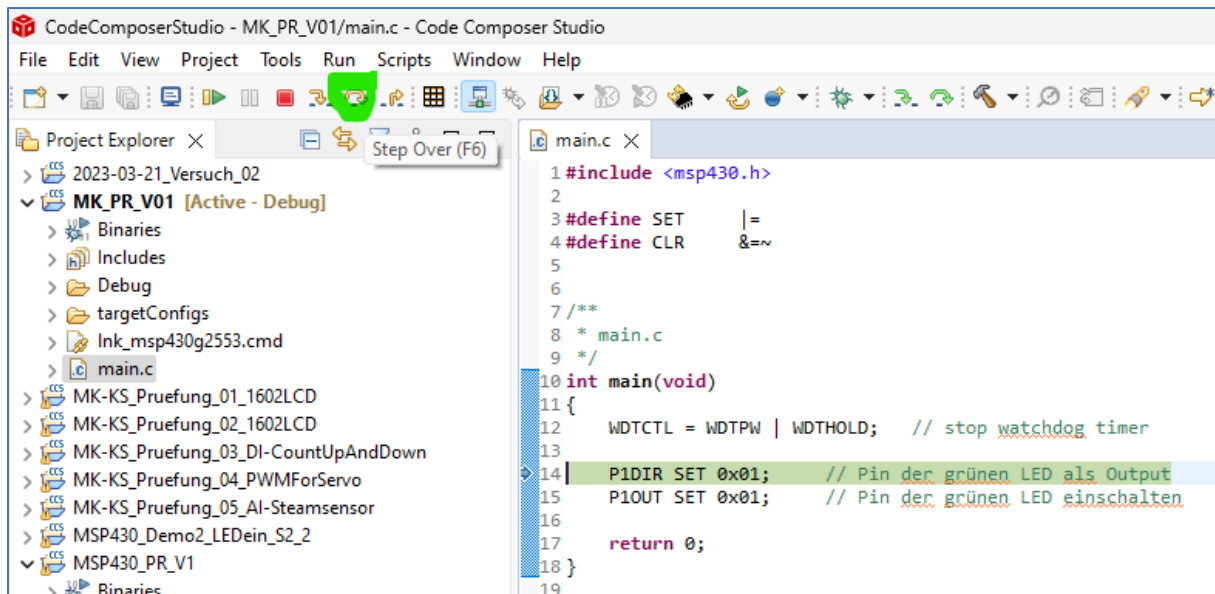 CodeComposerStudio - MK_PR_V01/main.c - Code Composer Studio
File Edit View Project Tools Run Scripts Window Help
Project Explorer
Step Over (F6)
2023-03-21_Versuch_02
MK_PR_V01 [Active - Debug]
Binaries
Includes
Debug
targetConfigs
lnk_msp430g2553.cmd
main.c
MK-KS_Pruefung_01_1602LCD
MK-KS_Pruefung_02_1602LCD
MK-KS_Pruefung_03_DI-CountUpAndDown
MK-KS_Pruefung_04_PWMForServo
MK-KS_Pruefung_05_AI-Steamsensor
MSP430_Demo2_LEDein_S2_2
MSP430_PR_V1
Binaries
main.c
1 #include <msp430.h>
2
3 #define SET |=
4 #define CLR &=~
5
6
7 /**
8 * main.c
9 */
10 int main(void)
11 {
12 WDTCTL = WDTPW | WDTHOLD; // stop watchdog timer
13
14 P1DIR SET 0x01; // Pin der grünen LED als Output
15 P1OUT SET 0x01; // Pin der grünen LED einschalten
16
17 return 0;
18 }
19